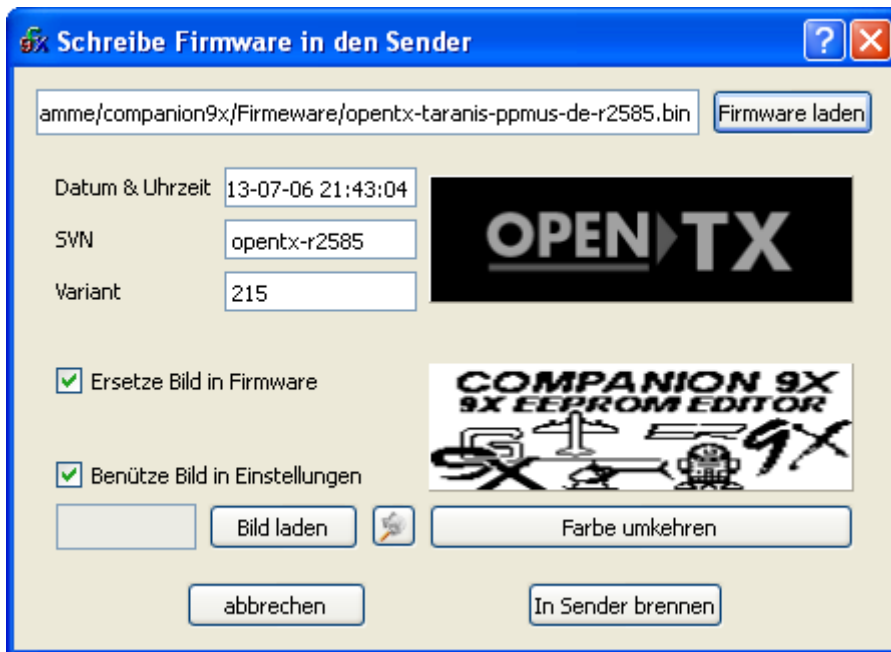 9x Schreibe Firmware in den Sender
amme/companion9x/Firmeware/opentx-taranis-ppmus-de-r2585.bin Firmware laden
Datum & Uhrzeit 13-07-06 21:43:04
SVN opentx-r2585
Variant 215
OPEN TX
Ersetze Bild in Firmware
COMPANION 9X
9X EEPROM EDITOR
9X
Benütze Bild in Einstellungen
Bild laden Farbe umkehren
abbrechen In Sender brennen